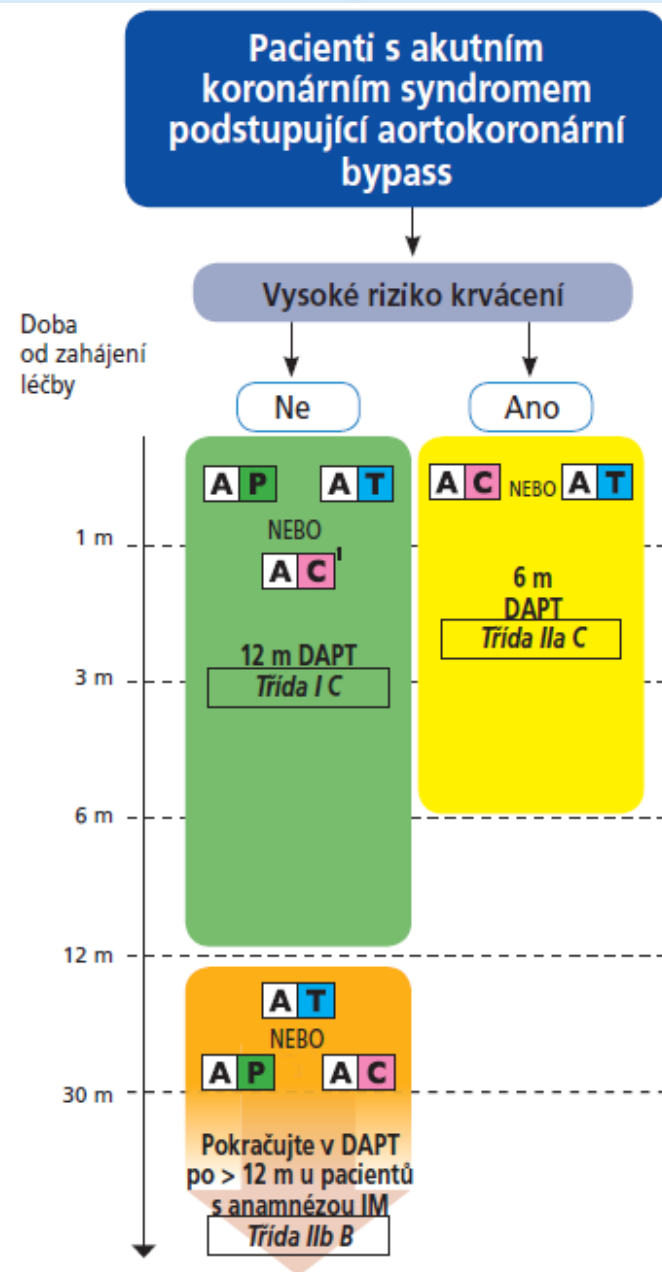 Pacienti s akutním
koronárním syndromem
podstupující aortokoronární
bypass
Vysoké riziko krvácení
Doba
od zahájení
léčby
Ne
Ano
A P A T
NEBO
A C I
12 m DAPT
Třída I C
A C NEBO A T
6 m
DAPT
Třída IIa C
1 m
3 m
6 m
12 m
30 m
A T
NEBO
A P A C
Pokračujte v DAPT
po > 12 m u pacientů
s anamnézou IM
Třída IIb B